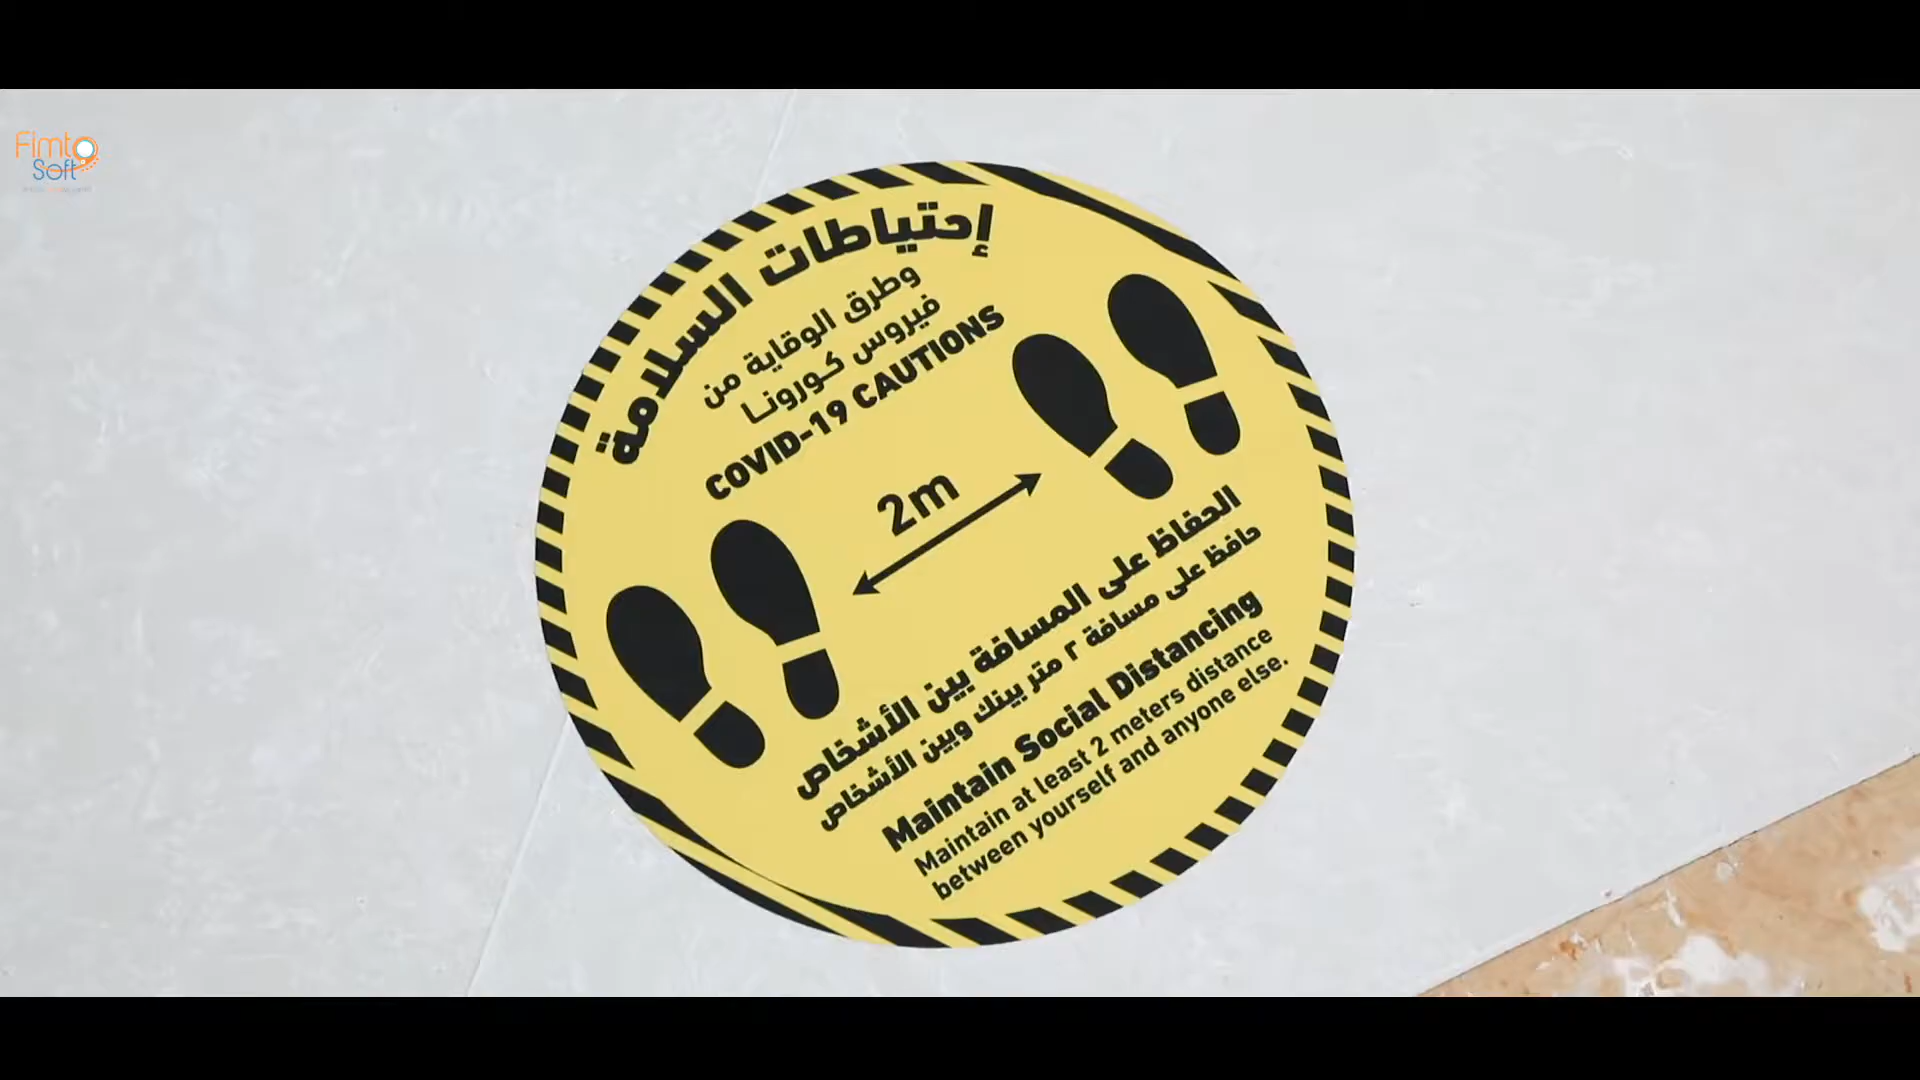 Fimto
Soft
إحتياطات السلامة
وطرق الوقاية من
فيروس كورونا
COVID-19 CAUTIONS
2m
الحفاظ على المسافة بين الأشخاص
حافظ على مسافة ٢ متر بينك وبين الأشخاص
Maintain Social Distancing
Maintain at least 2 meters distance
between yourself and anyone else.